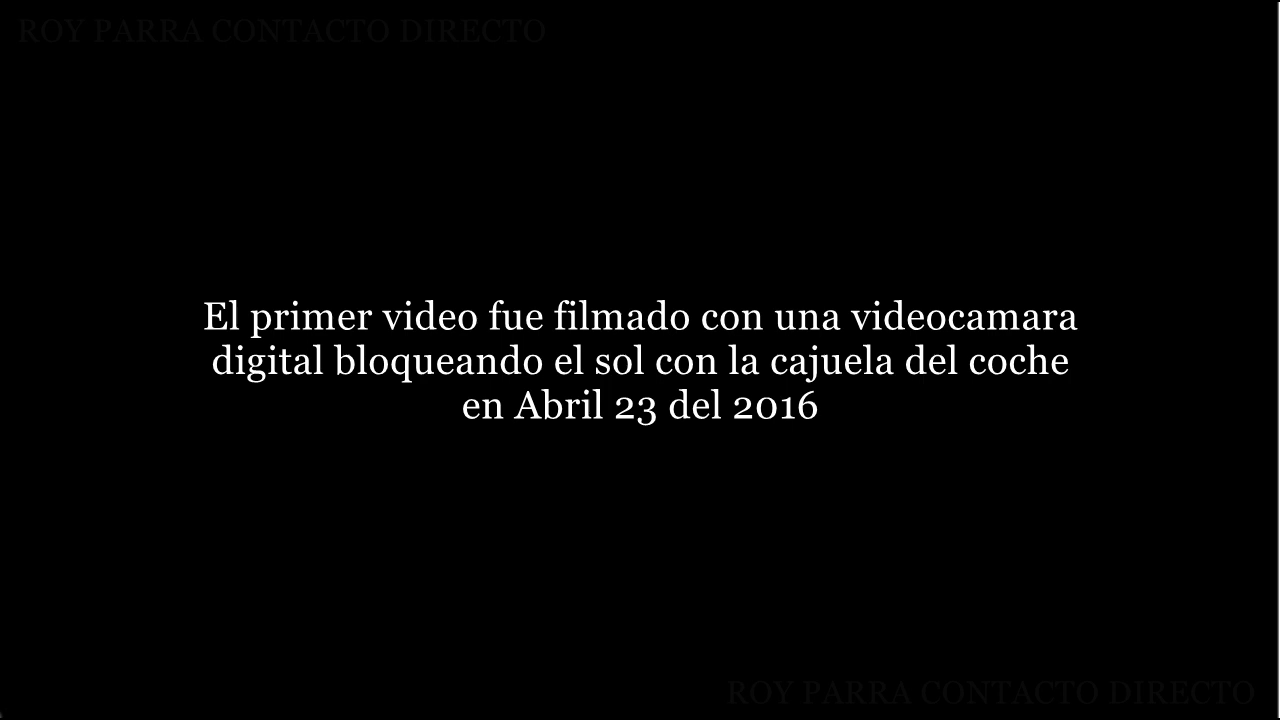 ROY PARRA CONTACTO DIRECTO
El primer video fue filmado con una videocamara
digital bloqueando el sol con la cajuela del coche
en Abril 23 del 2016
ROY PARRA CONTACTO DIRECTO